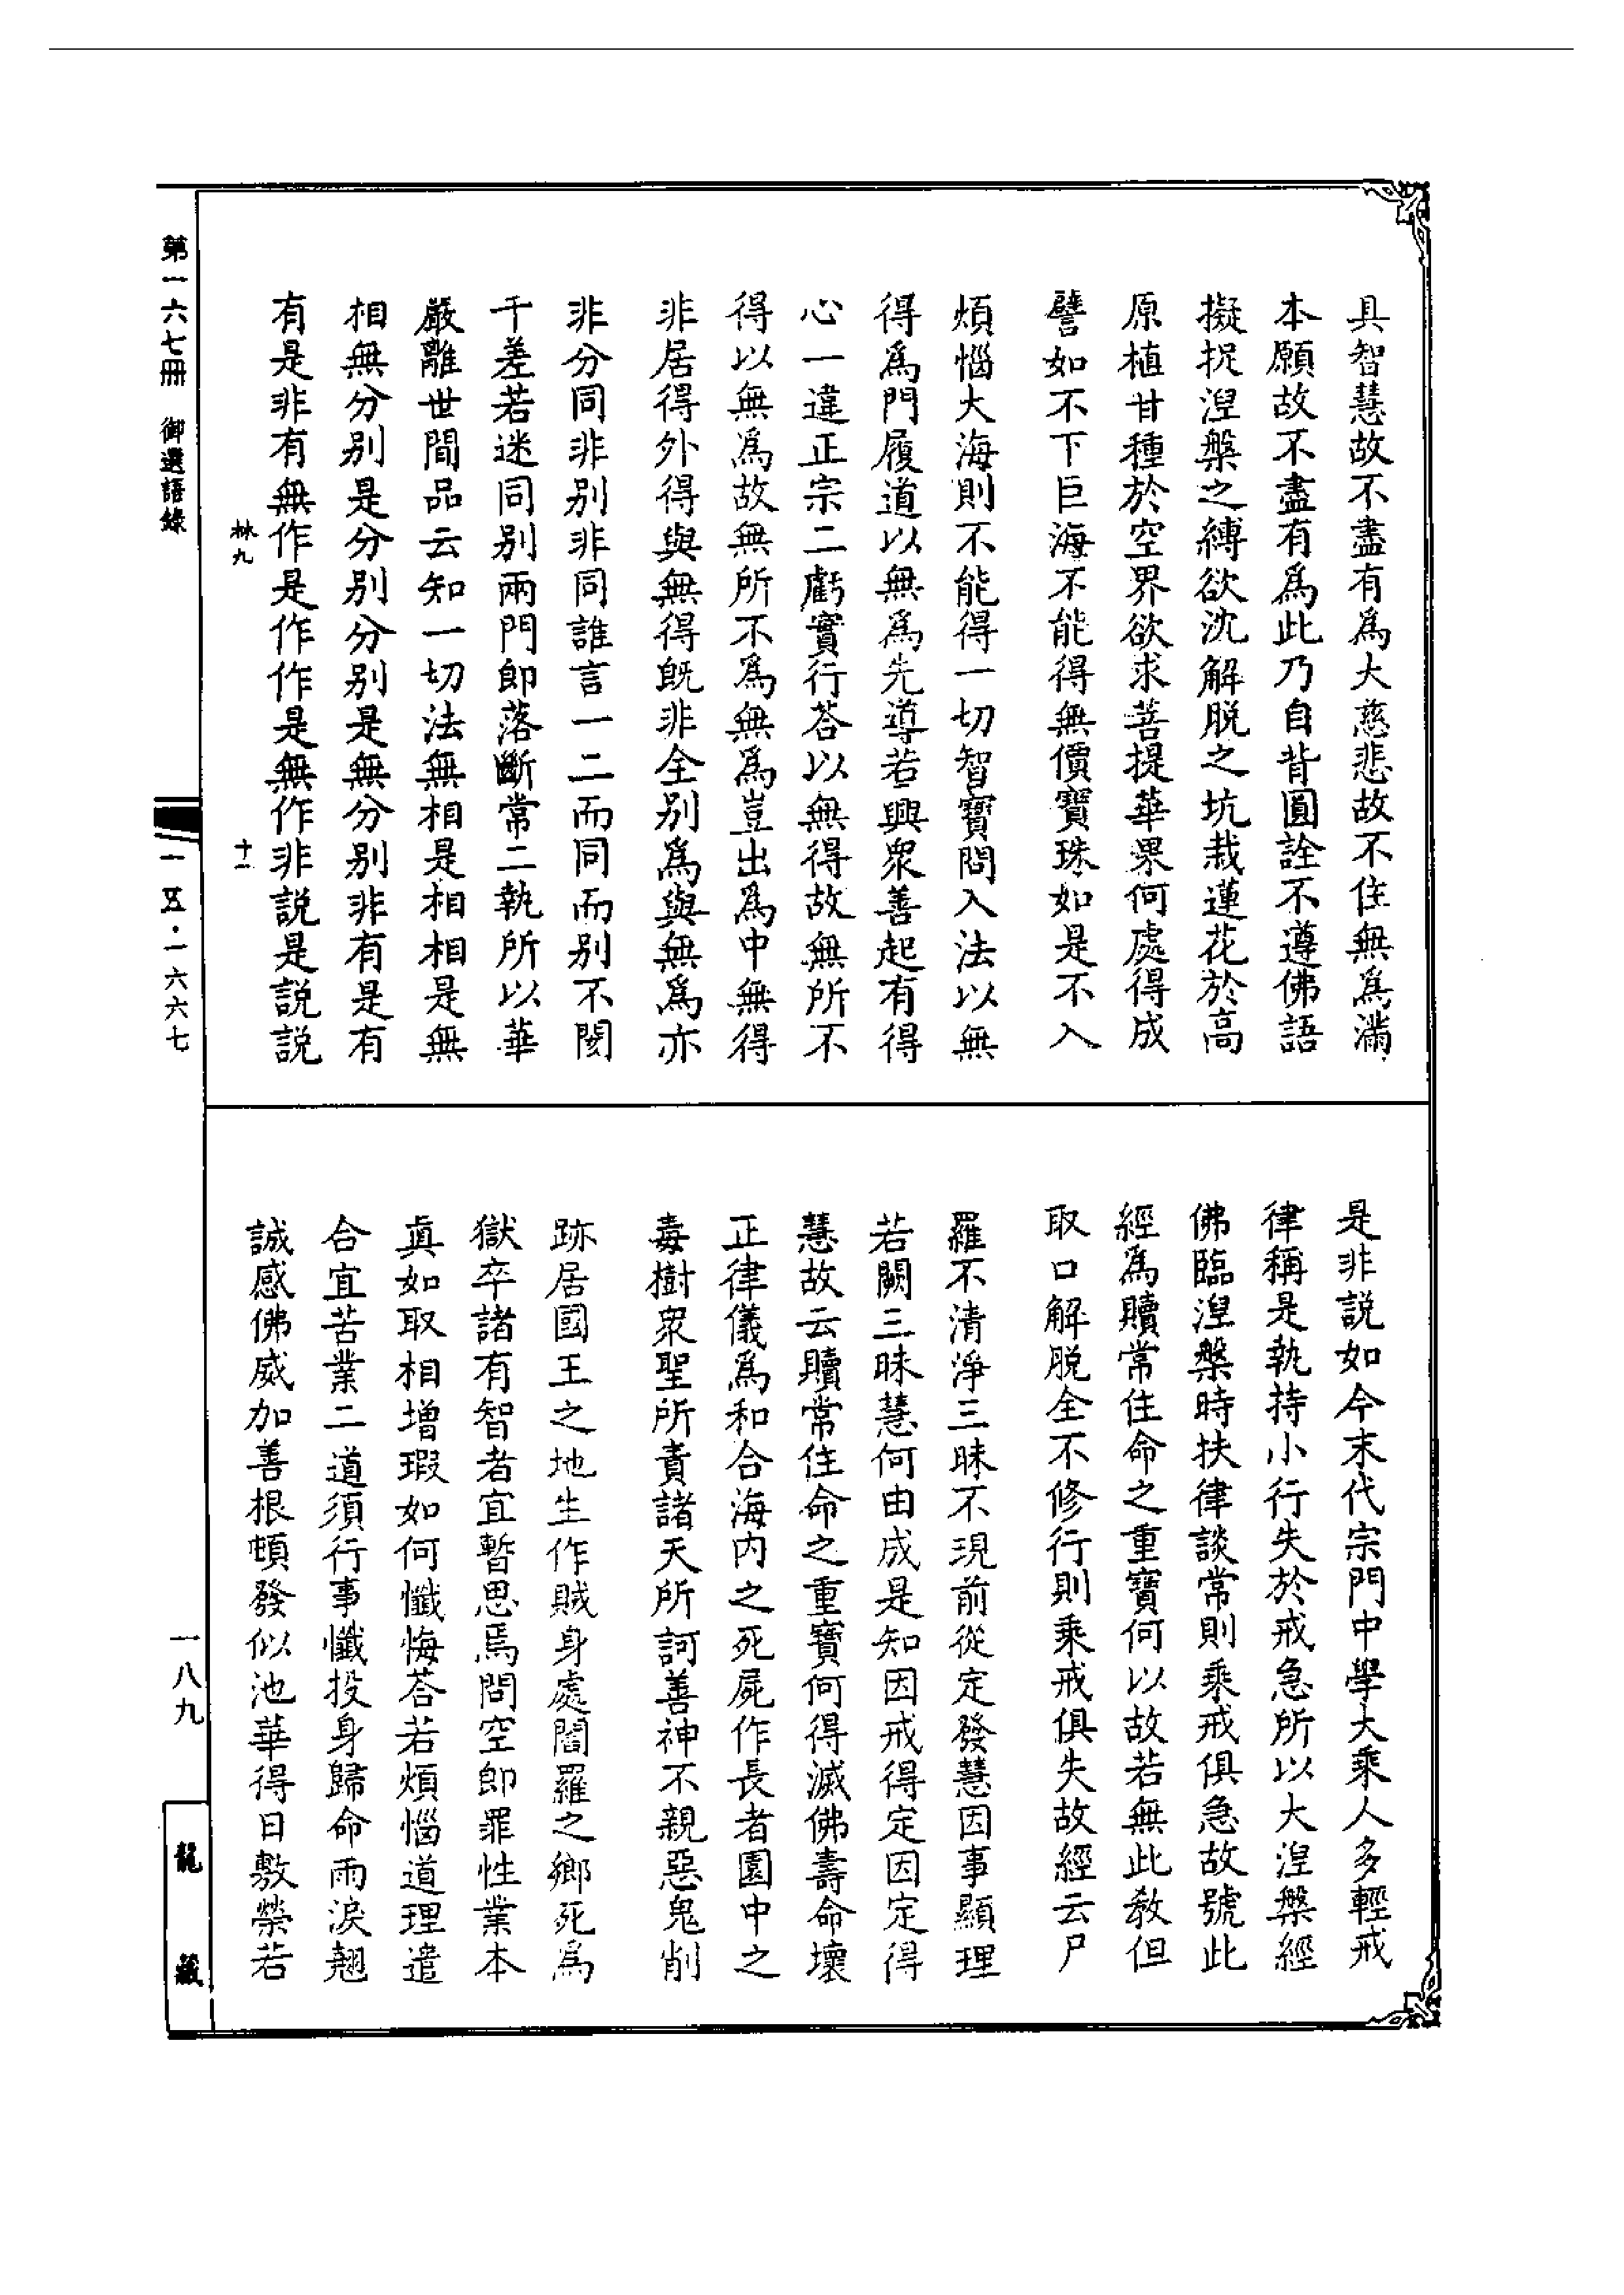 具智慧故不盡有爲大慈悲故不住無爲滿
本願故不盡有爲此乃自背圓詮不遵佛語
擬捉涅槃之縛欲沈解脫之坑栽蓮花於高
原植甘種於空界欲求菩提華果何處得成
譬如不下巨海不能得無價寶珠如是不入
煩惱大海則不能得一切智寶問入法以無
得爲門履道以無爲先導若興衆善起有得
心一違正宗二虧實行答以無得故無所不
得以無爲故無所不爲無爲豈出爲中無得
非居得外得與無得旣非全别爲與無爲亦
非分同非别非同誰言一二而同而别不閡
千差若迷同别兩門卽落斷常二執所以華
嚴離世間品云知一切法無相是相相是無
相無分别是分别分别是無分别非有是有
有是非有無作是作作是無作非說是說說
林九
十一
是非說如今末代宗門中學大乘人多輕戒
律稱是執持小行失於戒急所以大涅槃經
佛臨涅槃時扶律談常則乘戒俱急故號此
經爲贖常住命之重寶何以故若無此教但
取口解脫全不修行則乘戒俱失故經云尸
羅不清淨三昧不現前從定發慧因事顯理
若闕三昧慧何由成是知因戒得定因定得
慧故云贖常住命之重寶何得滅佛壽命壞
正律儀爲和合海內之死屍作長者園中之
毒樹衆聖所責諸天所訶善神不親惡鬼削
跡居國王之地生作賊身處閻羅之鄉死爲
獄卒諸有智者宜暫思焉問空卽罪性業本
眞如取相增瑕如何懺悔答若煩惱道理遣
合宜苦業二道須行事懺投身歸命雨淚翹
誠感佛威加善根頓發似池華得日敷榮若
第一六七冊　御選語錄
一五·一六六七
一八九
龍藏